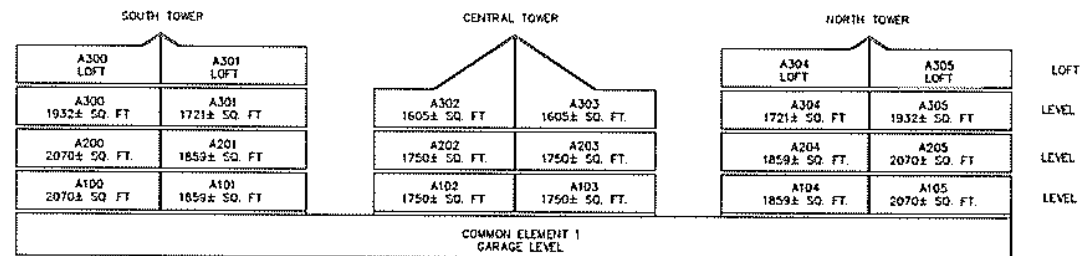 SOUTH TOWER
CENTRAL TOWER
NORTH TOWER
A300
LOFT
A301
LOFT
A304
LOFT
A305
LOFT
LOFT
A300
1932± SQ. FT
A301
1721± SQ. FT
A302
1605± SQ. FT
A303
1605± SQ. FT.
A304
1721± SQ. FT
A305
1932± SQ. FT
LEVEL
A200
2070± SQ. FT.
A201
1859± SQ. FT
A202
1750± SQ. FT.
A203
1750± SQ. FT.
A204
1859± SQ. FT
A205
2070± SQ. FT.
LEVEL
A100
2070± SQ. FT
A101
1859± SQ. FT
A102
1750± SQ. FT
A103
1750± SQ. FT.
A104
1859± SQ. FT
A105
2070± SQ. FT.
LEVEL
COMMON ELEMENT 1
GARAGE LEVEL